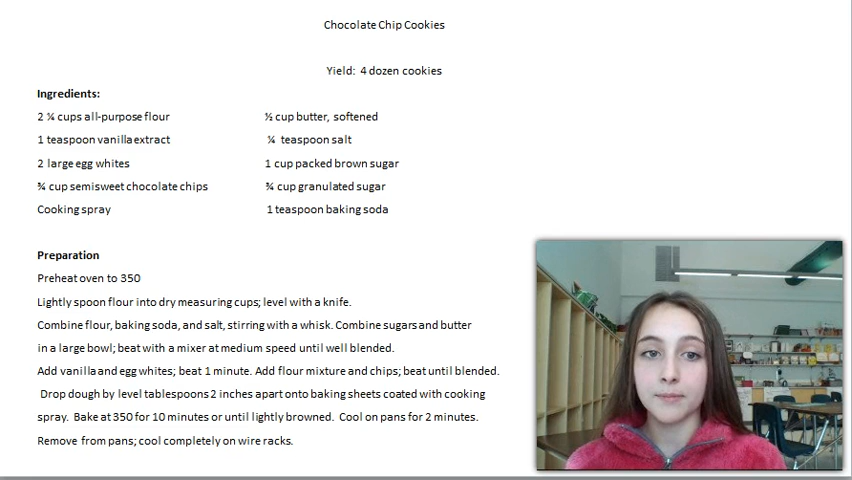 Chocolate Chip Cookies
Yield: 4 dozen cookies
Ingredients:
2 ¼ cups all-purpose flour ½ cup butter, softened
1 teaspoon vanilla extract ¼ teaspoon salt
2 large egg whites 1 cup packed brown sugar
¾ cup semisweet chocolate chips ¾ cup granulated sugar
Cooking spray 1 teaspoon baking soda
Preparation
Preheat oven to 350
Lightly spoon flour into dry measuring cups; level with a knife.
Combine flour, baking soda, and salt, stirring with a whisk. Combine sugars and butter
in a large bowl; beat with a mixer at medium speed until well blended.
Add vanilla and egg whites; beat 1 minute. Add flour mixture and chips; beat until blended.
Drop dough by level tablespoons 2 inches apart onto baking sheets coated with cooking
spray. Bake at 350 for 10 minutes or until lightly browned. Cool on pans for 2 minutes.
Remove from pans; cool completely on wire racks.